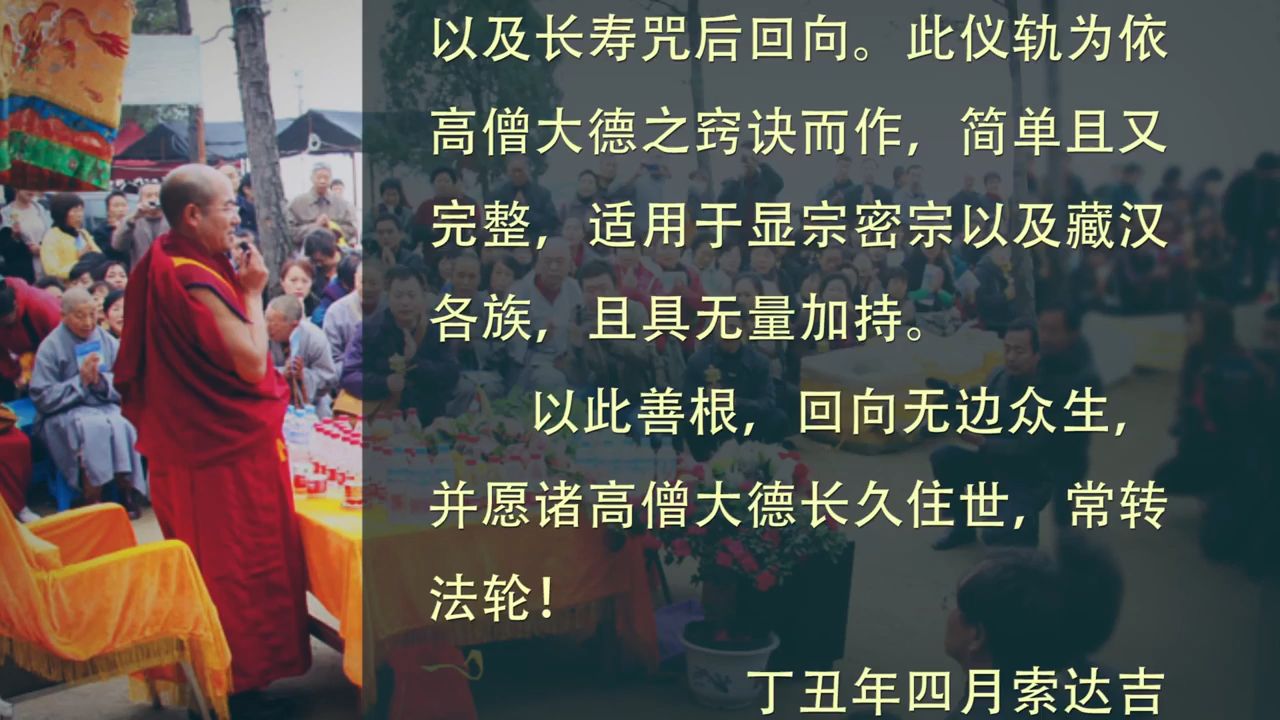 以及长寿咒后回向。此仪轨为依
高僧大德之窍诀而作，简单且又
完整，适用于显宗密宗以及藏汉
各族，且具无量加持。
以此善根，回向无边众生，
并愿诸高僧大德长久住世，常转
法轮！
丁丑年四月索达吉